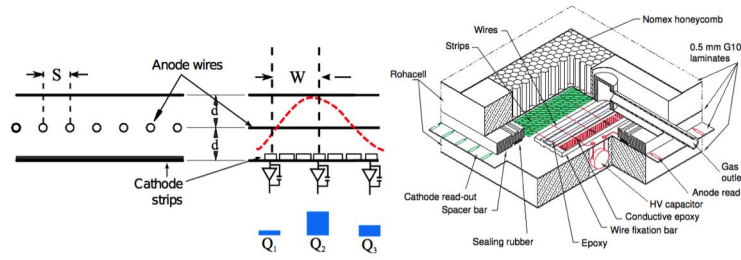 S
Anode wires
W
d
d
Cathode
strips
Q1
Q2
Q3
Nomex honeycomb
Wires
Strips
0.5 mm G10
laminates
Rohacell
Gas
outle
Cathode read-out
Anode read
Spacer bar
HV capacitor
Conductive epoxy
Wire fixation bar
Sealing rubber
Epoxy